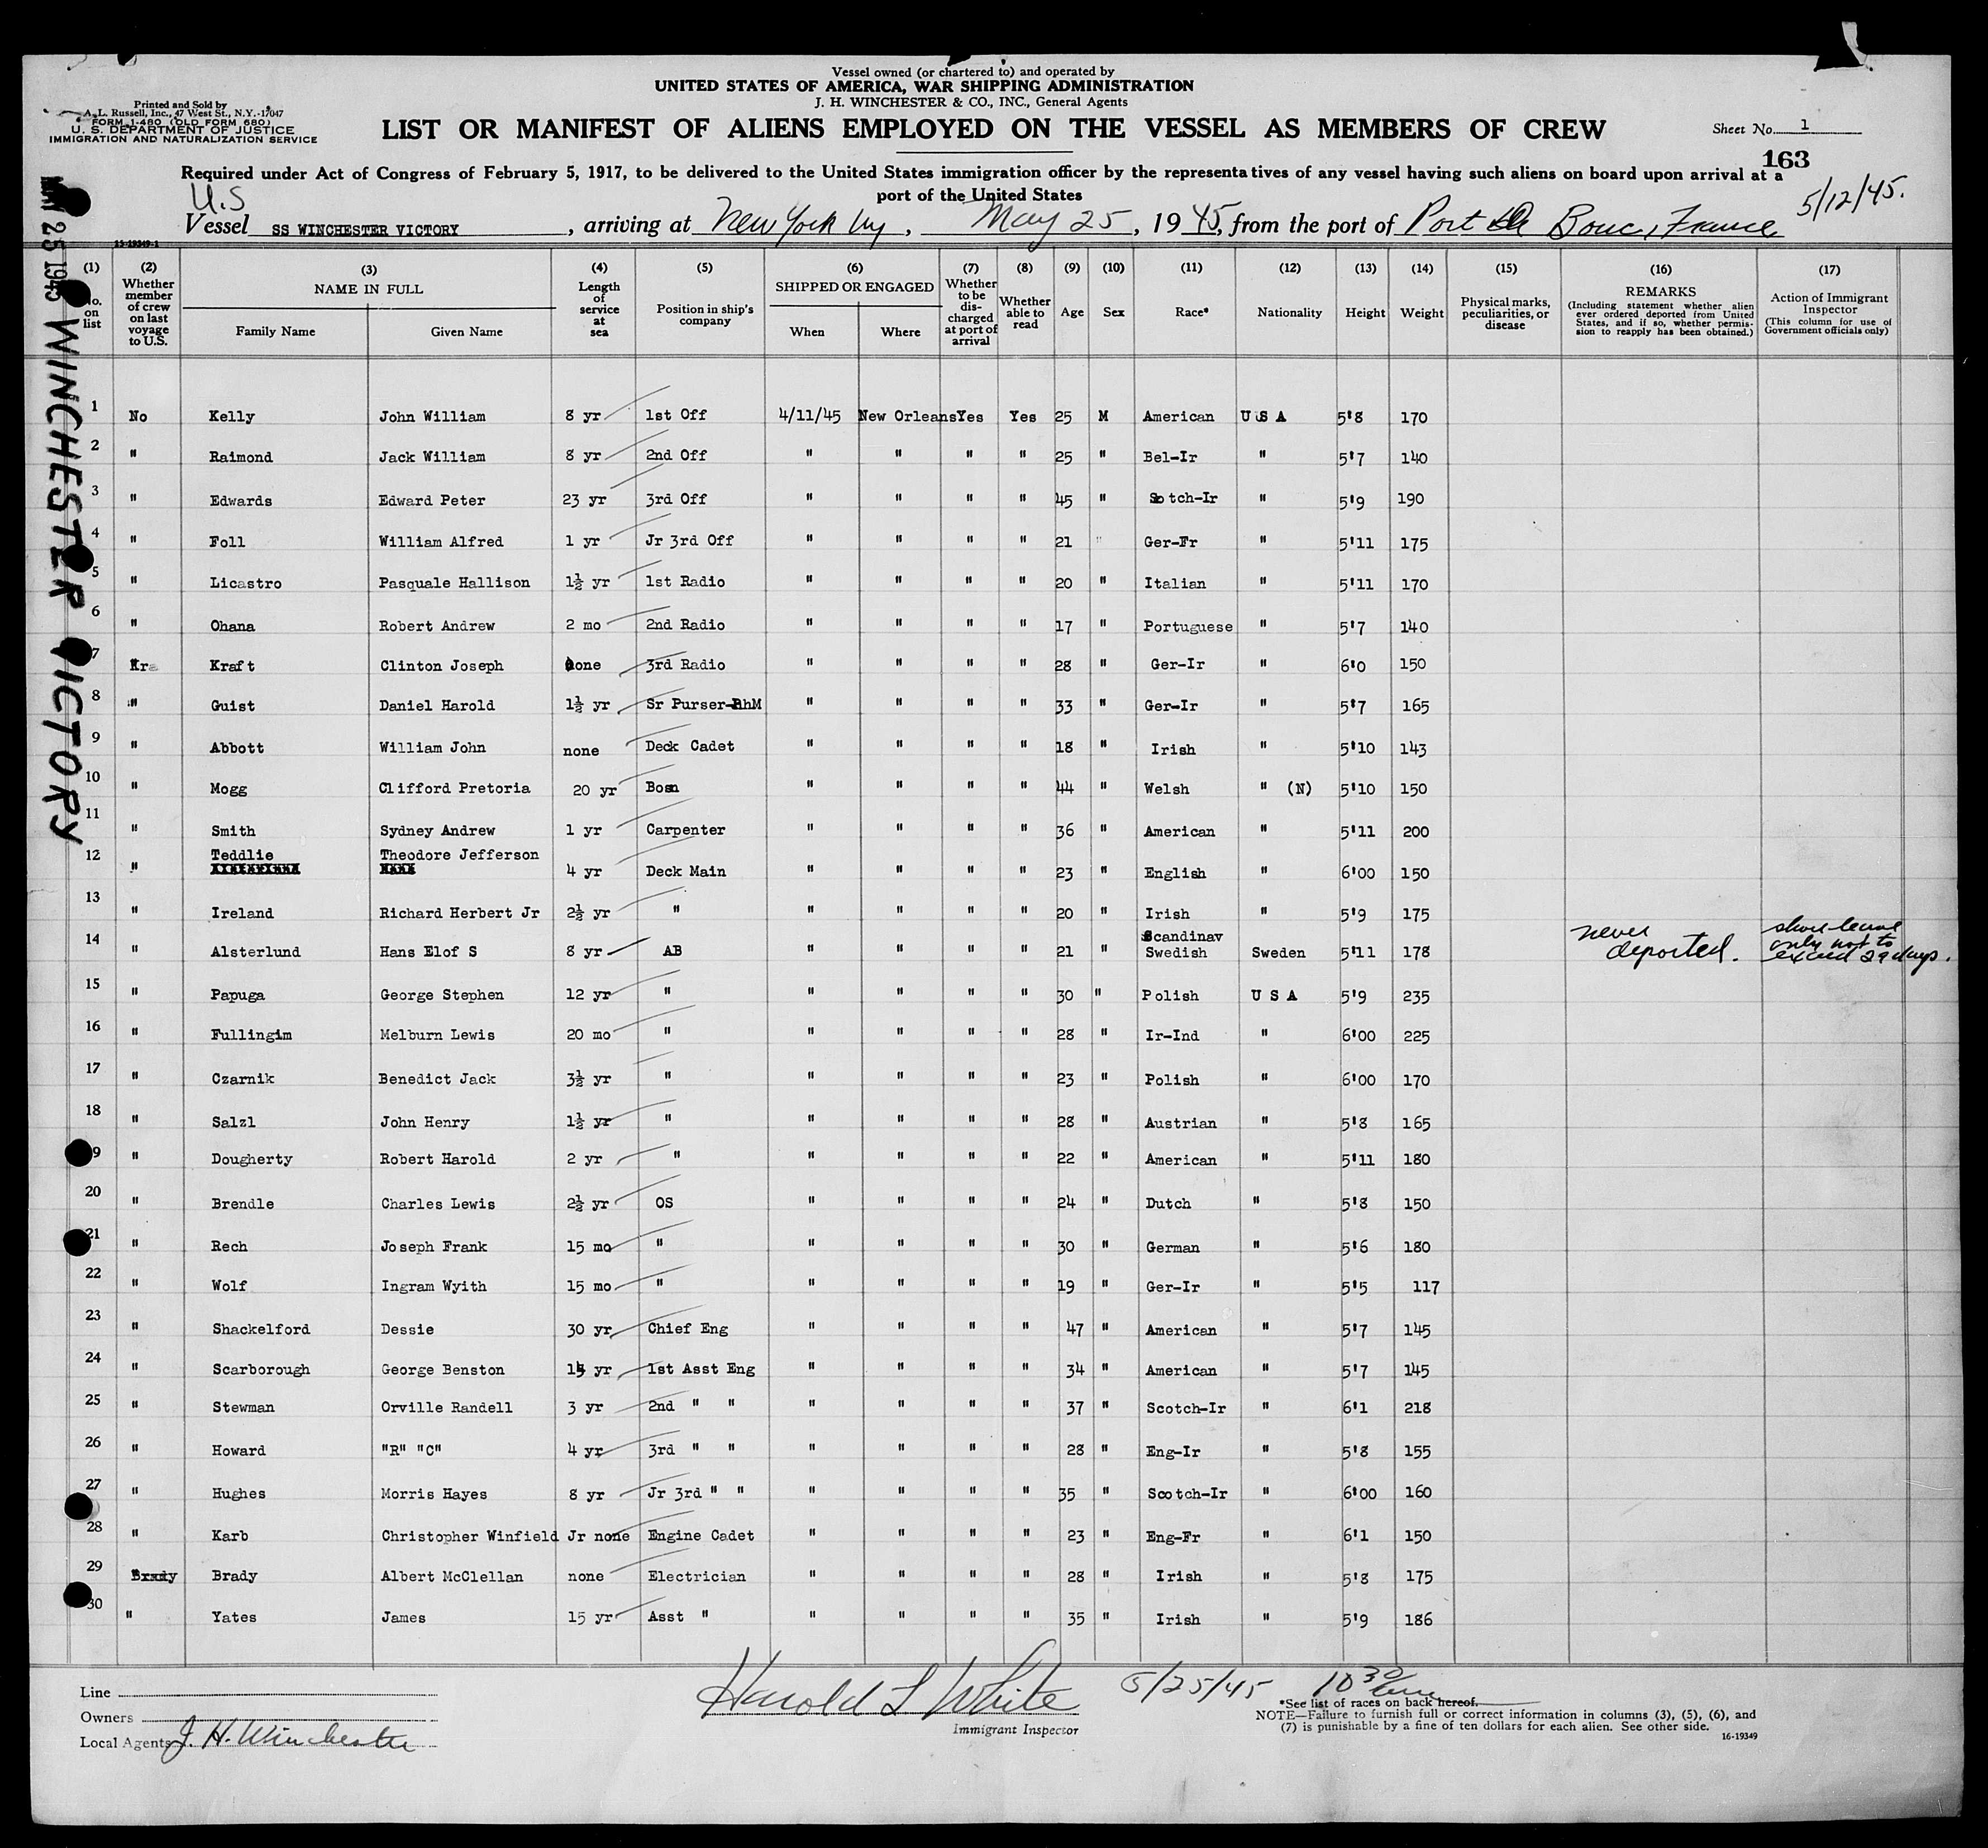 Vessel owned (or chartered to) and operated by
UNITED STATES OF AMERICA, WAR SHIPPING ADMINISTRATION
J. H. WINCHESTER & CO., INC., General Agents
Printed and Sold by
A. L. Russell, Inc., 47 West St., N.Y.-17047
FORM I-480 (OLD FORM 680)
U. S. DEPARTMENT OF JUSTICE
IMMIGRATION AND NATURALIZATION SERVICE
LIST OR MANIFEST OF ALIENS EMPLOYED ON THE VESSEL AS MEMBERS OF CREW
Sheet No. 1
163
Required under Act of Congress of February 5, 1917, to be delivered to the United States immigration officer by the representatives of any vessel having such aliens on board upon arrival at a
port of the United States
U.S
5/12/45.
Vessel SS WINCHESTER VICTORY, arriving at New York Ny, May 25, 1945, from the port of Port De Bouc, France
16-19349-1
MAY 25 1945
WINCHESTER VICTORY
(1) No. on list
(2) Whether member of crew on last voyage to U.S.
(3) NAME IN FULL Family Name Given Name
(4) Length of service at sea
(5) Position in ship's company
(6) SHIPPED OR ENGAGED When Where
(7) Whether to be discharged at port of arrival
(8) Whether able to read
(9) Age
(10) Sex
(11) Race*
(12) Nationality
(13) Height
(14) Weight
(15) Physical marks, peculiarities, or disease
(16) REMARKS (Including statement whether alien ever ordered deported from United States, and if so, whether permission to reapply has been obtained.)
(17) Action of Immigrant Inspector (This column for use of Government officials only)
1 No Kelly John William 8 yr 1st Off 4/11/45 New Orleans Yes Yes 25 M American U S A 5'8 170
2 " Raimond Jack William 8 yr 2nd Off " " " " 25 " Bel-Ir " 5'7 140
3 " Edwards Edward Peter 23 yr 3rd Off " " " " 45 " Scotch-Ir " 5'9 190
4 " Foll William Alfred 1 yr Jr 3rd Off " " " " 21 " Ger-Fr " 5'11 175
5 " Licastro Pasquale Hallison 1½ yr 1st Radio " " " " 20 " Italian " 5'11 170
6 " Ohana Robert Andrew 2 mo 2nd Radio " " " " 17 " Portuguese " 5'7 140
7 Kra Kraft Clinton Joseph none 3rd Radio " " " " 28 " Ger-Ir " 6'0 150
8 " Guist Daniel Harold 1½ yr Sr Purser-PhM " " " " 33 " Ger-Ir " 5'7 165
9 " Abbott William John none Deck Cadet " " " " 18 " Irish " 5'10 143
10 " Mogg Clifford Pretoria 20 yr Bosn " " " " 44 " Welsh " (N) 5'10 150
11 " Smith Sydney Andrew 1 yr Carpenter " " " " 36 " American " 5'11 200
12 " Teddlie Theodore Jefferson 4 yr Deck Main " " " " 23 " English " 6'00 150
13 " Ireland Richard Herbert Jr 2½ yr " " " " " 20 " Irish " 5'9 175
14 " Alsterlund Hans Elof S 8 yr AB " " " " 21 " Scandinav Swedish Sweden 5'11 178 never deported. shore leave only not to exceed 29 days.
15 " Papuga George Stephen 12 yr " " " " " 30 " Polish U S A 5'9 235
16 " Fullingim Melburn Lewis 20 mo " " " " " 28 " Ir-Ind " 6'00 225
17 " Czarnik Benedict Jack 3½ yr " " " " " 23 " Polish " 6'00 170
18 " Salzl John Henry 1½ yr " " " " " 28 " Austrian " 5'8 165
19 " Dougherty Robert Harold 2 yr " " " " " 22 " American " 5'11 180
20 " Brendle Charles Lewis 2½ yr OS " " " " 24 " Dutch " 5'8 150
21 " Rech Joseph Frank 15 mo " " " " " 30 " German " 5'6 180
22 " Wolf Ingram Wyith 15 mo " " " " " 19 " Ger-Ir " 5'5 117
23 " Shackelford Dessie 30 yr Chief Eng " " " " 47 " American " 5'7 145
24 " Scarborough George Benston yr 1st Asst Eng " " " " 34 " American " 5'7 145
25 " Stewman Orville Randell 3 yr 2nd " " " " " " 37 " Scotch-Ir " 6'1 218
26 " Howard "R" "C" 4 yr 3rd " " " " " " 28 " Eng-Ir " 5'8 155
27 " Hughes Morris Hayes 8 yr Jr 3rd " " " " " " 35 " Scotch-Ir " 6'00 160
28 " Karb Christopher Winfield Jr none Engine Cadet " " " " 23 " Eng-Fr " 6'1 150
29 Brady Brady Albert McClellan none Electrician " " " " 28 " Irish " 5'8 175
30 " Yates James 15 yr Asst " " " " " 35 " Irish " 5'9 186
Line
Owners
Local Agents J. H. Winchester
Harold L White 5/25/45 10 30
Immigrant Inspector
*See list of races on back hereof.
NOTE—Failure to furnish full or correct information in columns (3), (5), (6), and
(7) is punishable by a fine of ten dollars for each alien. See other side.
16-19349